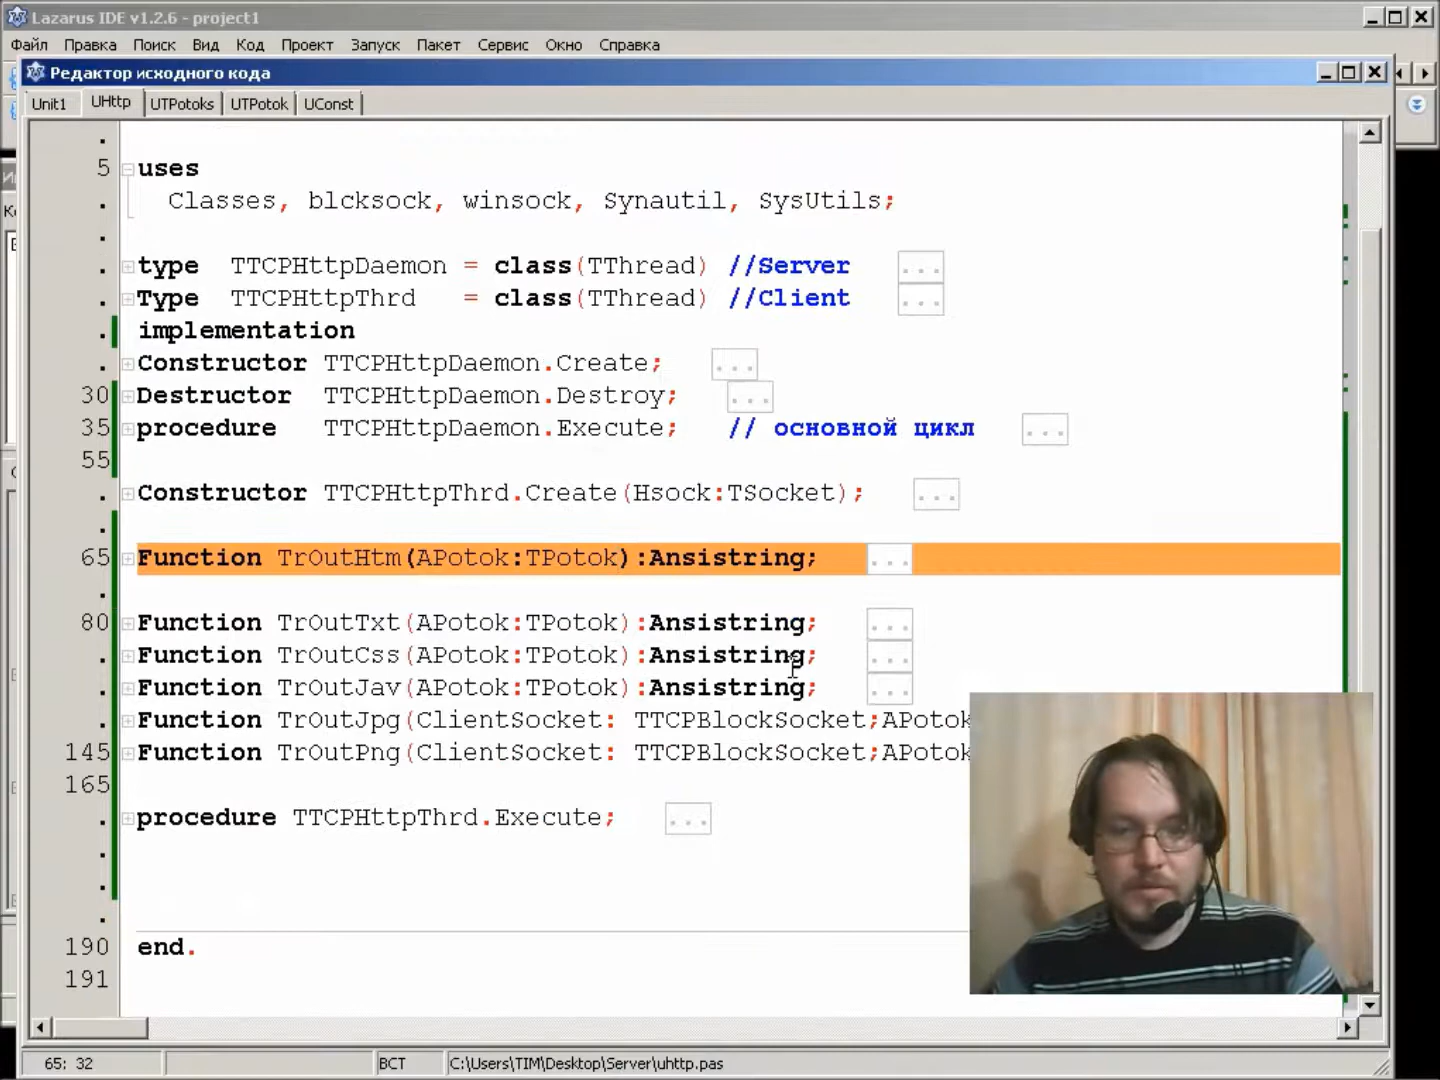 Lazarus IDE v1.2.6 - project1
Файл Правка Поиск Вид Код Проект Запуск Пакет Сервис Окно Справка
Редактор исходного кода
Unit1 UHttp UTPotoks UTPotok UConst
.
5 uses
. Classes, blcksock, winsock, Synautil, SysUtils;
.
. type TTCPHttpDaemon = class(TThread) //Server ...
. Type TTCPHttpThrd = class(TThread) //Client ...
. implementation
. Constructor TTCPHttpDaemon.Create; ...
30 Destructor TTCPHttpDaemon.Destroy; ...
35 procedure TTCPHttpDaemon.Execute; // основной цикл ...
55
. Constructor TTCPHttpThrd.Create(Hsock:TSocket); ...
.
65 Function TrOutHtm(APotok:TPotok):Ansistring; ...
.
80 Function TrOutTxt(APotok:TPotok):Ansistring; ...
. Function TrOutCss(APotok:TPotok):Ansistring; ...
. Function TrOutJav(APotok:TPotok):Ansistring; ...
. Function TrOutJpg(ClientSocket: TTCPBlockSocket;APotok
145 Function TrOutPng(ClientSocket: TTCPBlockSocket;APotok
165
. procedure TTCPHttpThrd.Execute; ...
.
.
.
190 end.
191
65: 32 ВСТ C:\Users\TIM\Desktop\Server\uhttp.pas